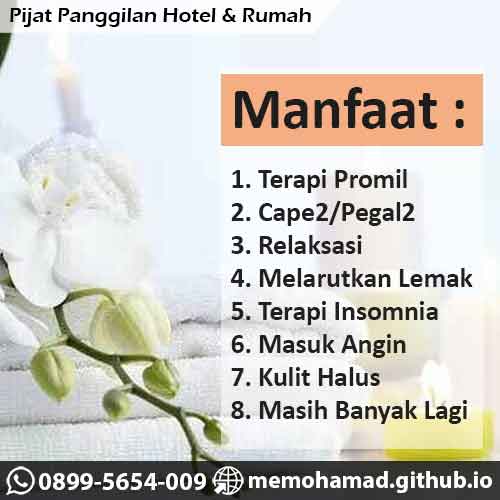 Pijat Panggilan Hotel & Rumah
Manfaat :
1. Terapi Promil
2. Cape2/Pegal2
3. Relaksasi
4. Melarutkan Lemak
5. Terapi Insomnia
6. Masuk Angin
7. Kulit Halus
8. Masih Banyak Lagi
0899-5654-009 memohamad.github.io